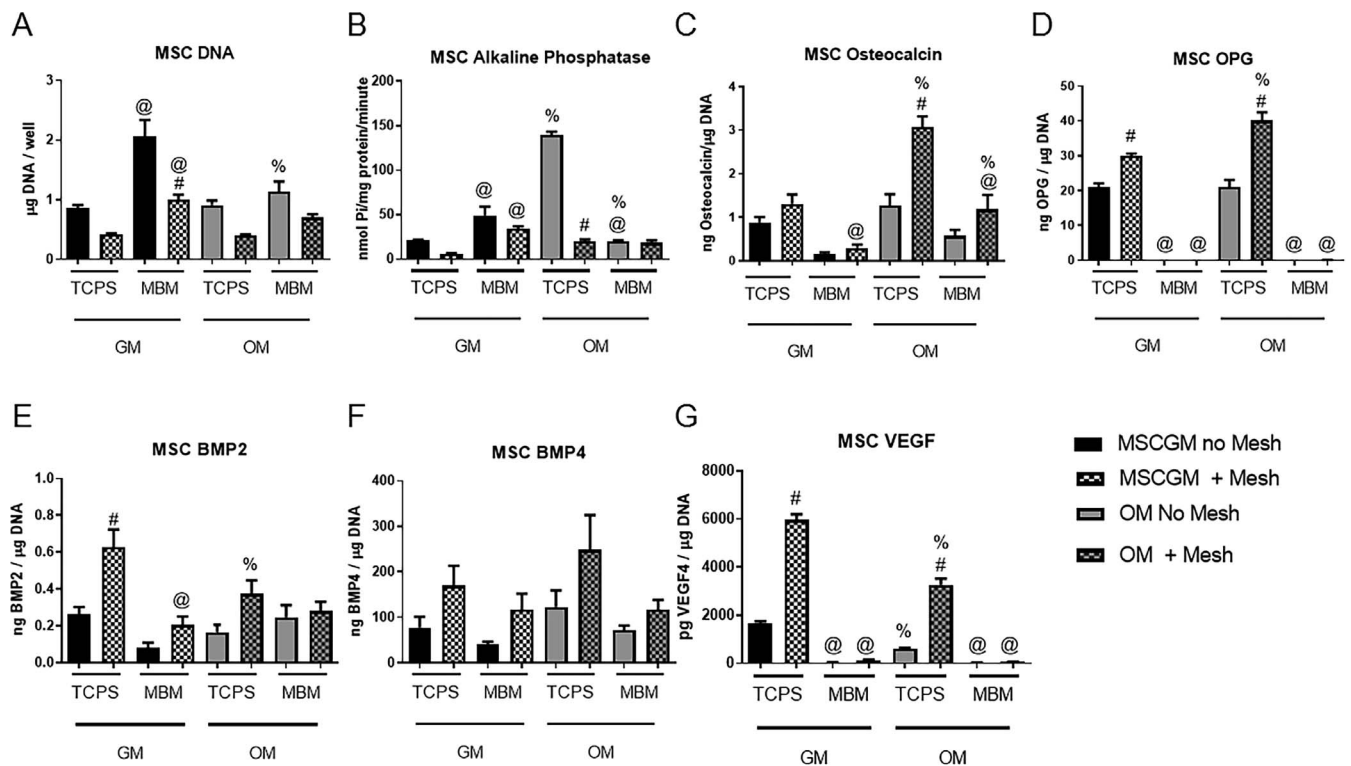 A
MSC DNA
µg DNA / well
3
2
1
0
@
@
#
%
TCPS
MBM
TCPS
MBM
GM
OM
B
MSC Alkaline Phosphatase
nmol Pi/mg protein/minute
200
150
100
50
0
@
@
%
#
%
@
TCPS
MBM
TCPS
MBM
GM
OM
C
MSC Osteocalcin
ng Osteocalcin/µg DNA
4
3
2
1
0
@
%
#
%
@
TCPS
MBM
TCPS
MBM
GM
OM
D
MSC OPG
ng OPG / µg DNA
50
40
30
20
10
0
#
@
@
%
#
@
@
TCPS
MBM
TCPS
MBM
GM
OM
E
MSC BMP2
ng BMP2 / µg DNA
0.8
0.6
0.4
0.2
0.0
#
@
%
TCPS
MBM
TCPS
MBM
GM
OM
F
MSC BMP4
ng BMP4 / µg DNA
400
300
200
100
0
TCPS
MBM
TCPS
MBM
GM
OM
G
MSC VEGF
pg VEGF4 / µg DNA
8000
6000
4000
2000
0
#
@
@
%
%
#
@
@
TCPS
MBM
TCPS
MBM
GM
OM
MSCGM no Mesh
MSCGM + Mesh
OM No Mesh
OM + Mesh